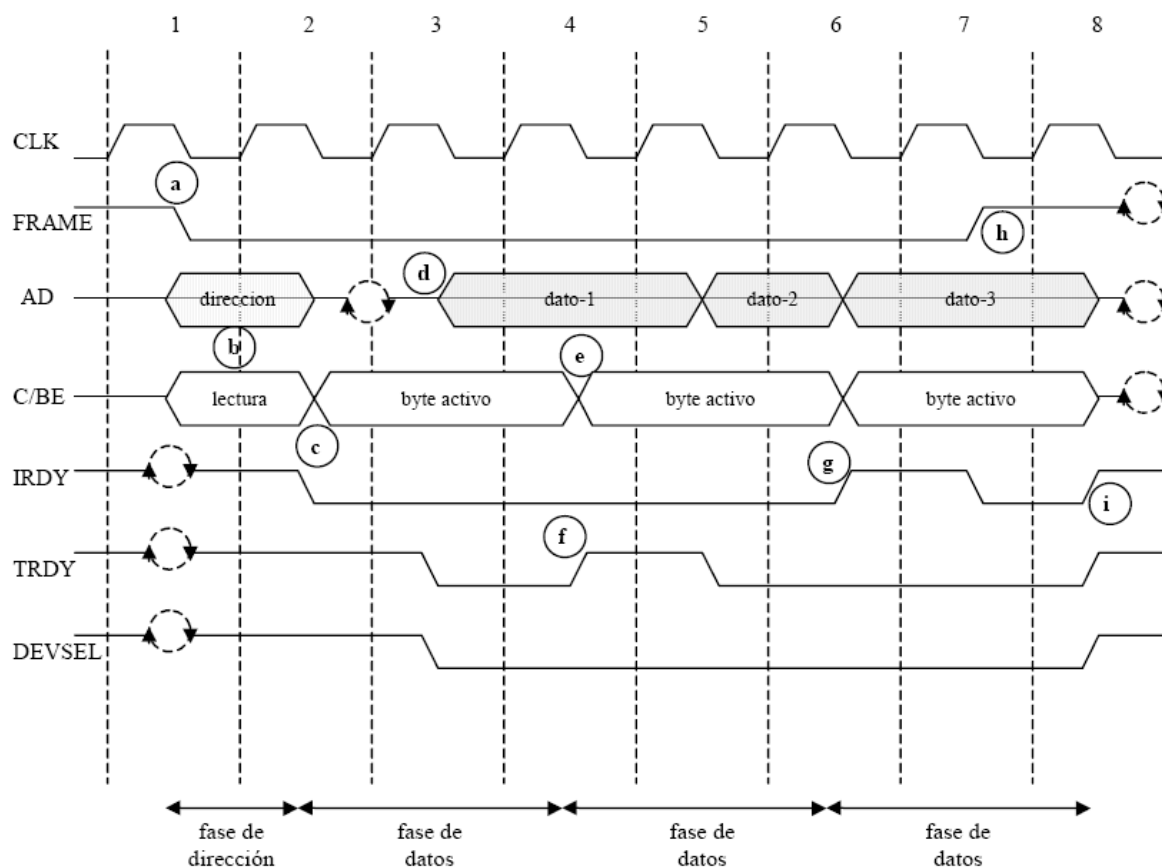 1 2 3 4 5 6 7 8
CLK
a
FRAME
h
d
AD
direccion
dato-1
dato-2
dato-3
b
e
C/BE
lectura
byte activo
byte activo
byte activo
c
g
IRDY
i
f
TRDY
DEVSEL
fase de
dirección
fase de
datos
fase de
datos
fase de
datos